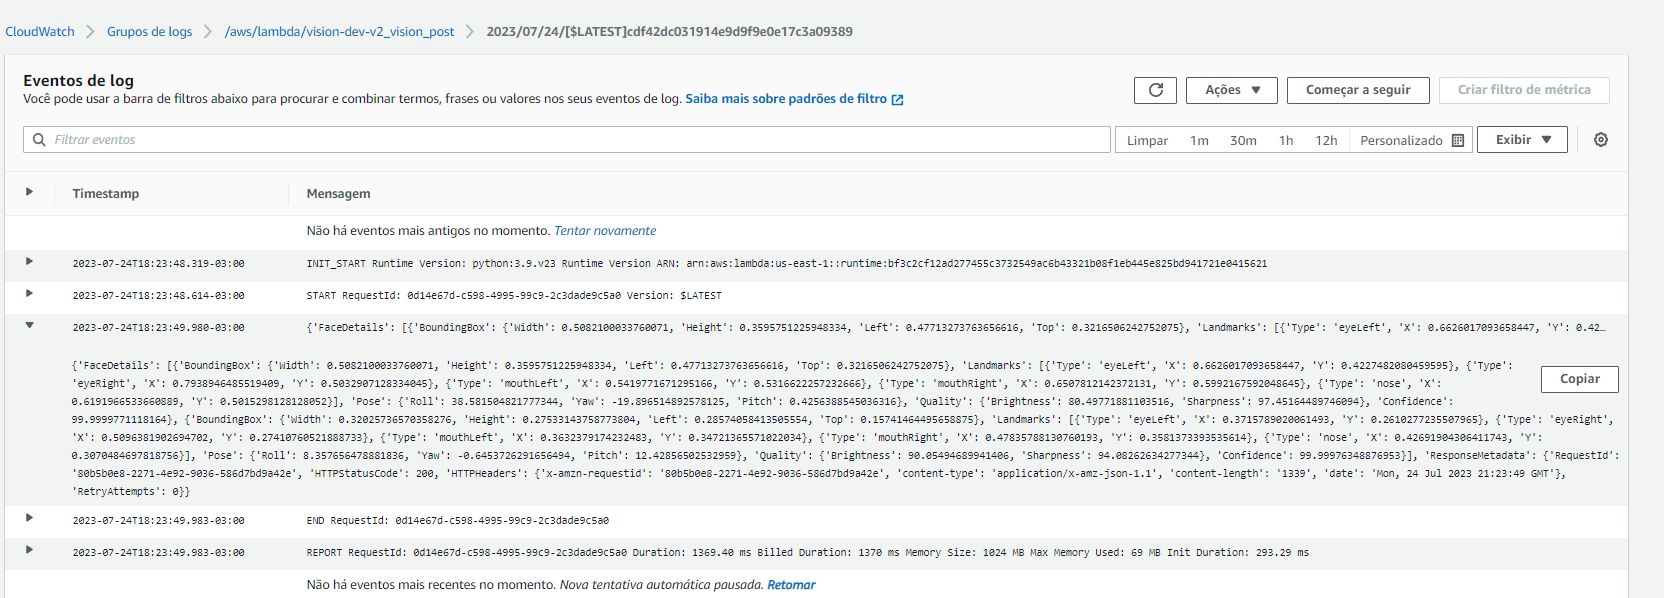 CloudWatch > Grupos de logs > /aws/lambda/vision-dev-v2_vision_post > 2023/07/24/[$LATEST]cdf42dc031914e9d9f9e0e17c3a09389
Eventos de log
Você pode usar a barra de filtros abaixo para procurar e combinar termos, frases ou valores nos seus eventos de log. Saiba mais sobre padrões de filtro
Ações ▼ Começar a seguir Criar filtro de métrica
Filtrar eventos Limpar 1m 30m 1h 12h Personalizado Exibir ▼
Timestamp Mensagem
Não há eventos mais antigos no momento. Tentar novamente
2023-07-24T18:23:48.319-03:00 INIT_START Runtime Version: python:3.9.v23 Runtime Version ARN: arn:aws:lambda:us-east-1::runtime:bf3c2cf12ad277455c3732549ac6b43321b08f1eb445e825bd941721e0415621
2023-07-24T18:23:48.614-03:00 START RequestId: 0d14e67d-c598-4995-99c9-2c3dade9c5a0 Version: $LATEST
2023-07-24T18:23:49.980-03:00 {'FaceDetails': [{'BoundingBox': {'Width': 0.5082100033760071, 'Height': 0.3595751225948334, 'Left': 0.47713273763656616, 'Top': 0.3216506242752075}, 'Landmarks': [{'Type': 'eyeLeft', 'X': 0.6626017093658447, 'Y': 0.42…
{'FaceDetails': [{'BoundingBox': {'Width': 0.5082100033760071, 'Height': 0.3595751225948334, 'Left': 0.47713273763656616, 'Top': 0.3216506242752075}, 'Landmarks': [{'Type': 'eyeLeft', 'X': 0.6626017093658447, 'Y': 0.4227482080459595}, {'Type':
'eyeRight', 'X': 0.7938946485519409, 'Y': 0.5032907128334045}, {'Type': 'mouthLeft', 'X': 0.5419771671295166, 'Y': 0.5316622257232666}, {'Type': 'mouthRight', 'X': 0.6507812142372131, 'Y': 0.5992167592048645}, {'Type': 'nose', 'X':
Copiar
0.6191966533660889, 'Y': 0.5015298128128052}], 'Pose': {'Roll': 38.581504821777344, 'Yaw': -19.896514892578125, 'Pitch': 0.4256388545036316}, 'Quality': {'Brightness': 80.49771881103516, 'Sharpness': 97.45164489746094}, 'Confidence':
99.9999771118164}, {'BoundingBox': {'Width': 0.32025736570358276, 'Height': 0.27533143758773804, 'Left': 0.28574058413505554, 'Top': 0.15741464495658875}, 'Landmarks': [{'Type': 'eyeLeft', 'X': 0.3715789020061493, 'Y': 0.2610277235507965}, {'Type': 'eyeRight',
'X': 0.5096381902694702, 'Y': 0.27410760521888733}, {'Type': 'mouthLeft', 'X': 0.3632379174232483, 'Y': 0.34721365571022034}, {'Type': 'mouthRight', 'X': 0.47835788130760193, 'Y': 0.3581373393535614}, {'Type': 'nose', 'X': 0.42691904306411743, 'Y':
0.3070484697818756}], 'Pose': {'Roll': 8.357656478881836, 'Yaw': -0.6453726291656494, 'Pitch': 12.42856502532959}, 'Quality': {'Brightness': 90.05494689941406, 'Sharpness': 94.08262634277344}, 'Confidence': 99.99976348876953}], 'ResponseMetadata': {'RequestId':
'80b5b0e8-2271-4e92-9036-586d7bd9a42e', 'HTTPStatusCode': 200, 'HTTPHeaders': {'x-amzn-requestid': '80b5b0e8-2271-4e92-9036-586d7bd9a42e', 'content-type': 'application/x-amz-json-1.1', 'content-length': '1339', 'date': 'Mon, 24 Jul 2023 21:23:49 GMT'},
'RetryAttempts': 0}}
2023-07-24T18:23:49.983-03:00 END RequestId: 0d14e67d-c598-4995-99c9-2c3dade9c5a0
2023-07-24T18:23:49.983-03:00 REPORT RequestId: 0d14e67d-c598-4995-99c9-2c3dade9c5a0 Duration: 1369.40 ms Billed Duration: 1370 ms Memory Size: 1024 MB Max Memory Used: 69 MB Init Duration: 293.29 ms
Não há eventos mais recentes no momento. Nova tentativa automática pausada. Retomar